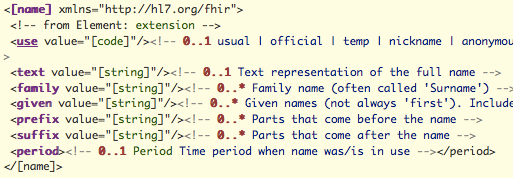 <[name] xmlns="http://hl7.org/fhir">
<!-- from Element: extension -->
<use value="[code]"/><!-- 0..1 usual | official | temp | nickname | anonymou
>
<text value="[string]"/><!-- 0..1 Text representation of the full name -->
<family value="[string]"/><!-- 0..* Family name (often called 'Surname') -->
<given value="[string]"/><!-- 0..* Given names (not always 'first'). Include
<prefix value="[string]"/><!-- 0..* Parts that come before the name -->
<suffix value="[string]"/><!-- 0..* Parts that come after the name -->
<period><!-- 0..1 Period Time period when name was/is in use --></period>
</[name]>